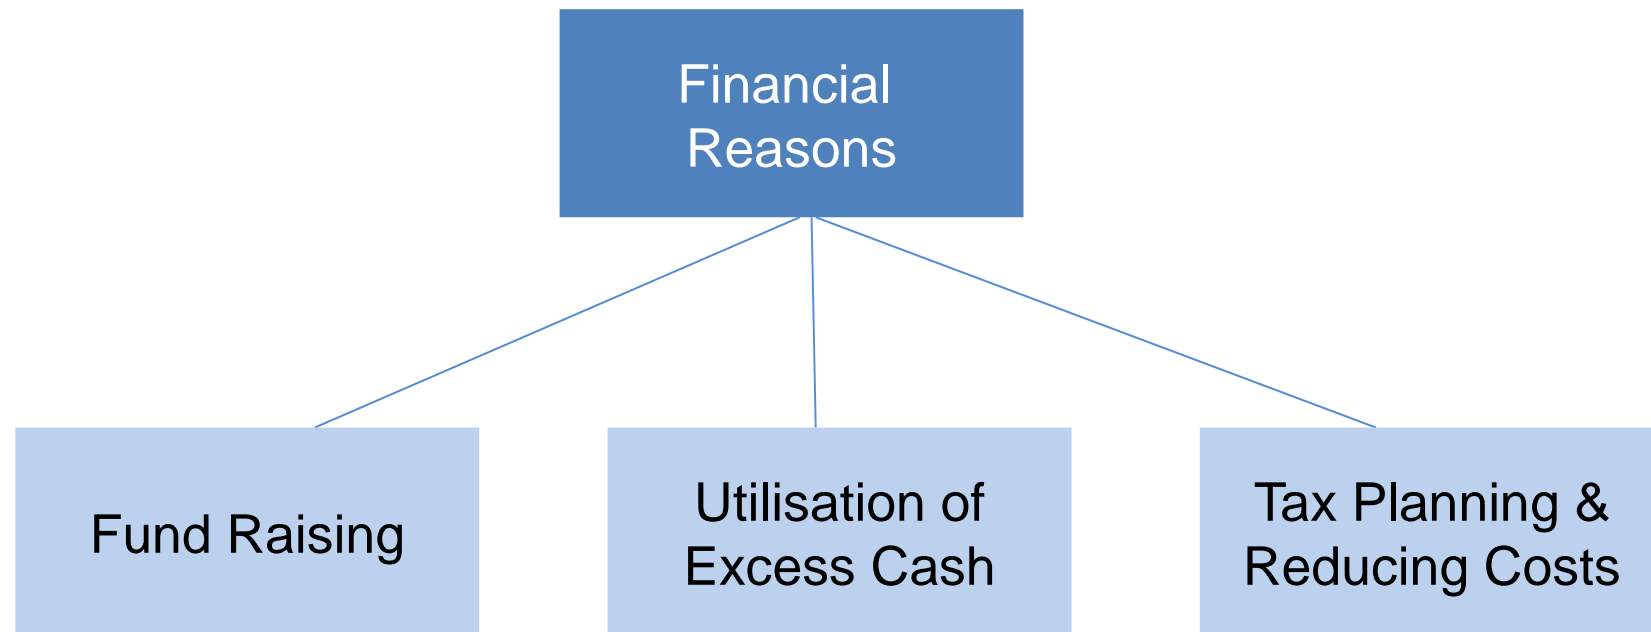 Financial
Reasons
Fund Raising
Utilisation of
Excess Cash
Tax Planning &
Reducing Costs